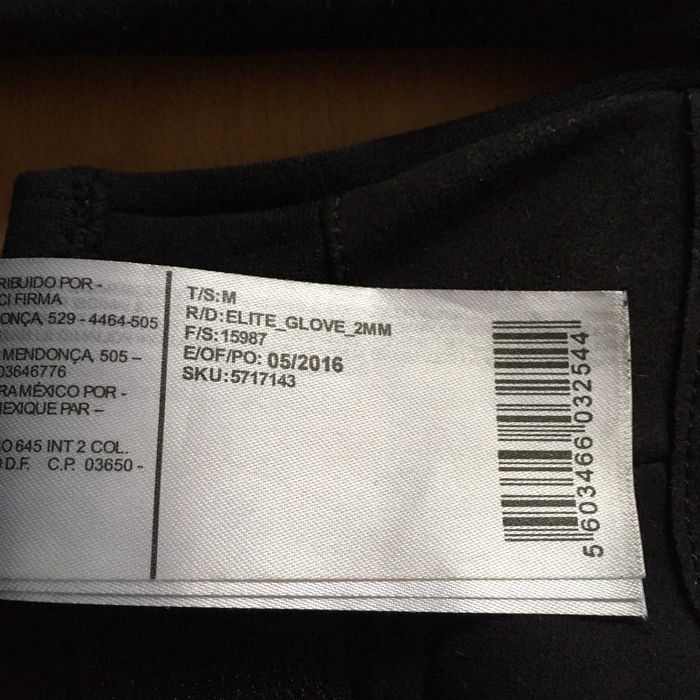 RIBUIDO POR -
CI FIRMA
ONÇA, 529 - 4464-505
MENDONÇA, 505 –
03646776
RA MÉXICO POR -
MEXIQUE PAR –
O 645 INT 2 COL.
D.F. C.P. 03650 -
T/S:M
R/D:ELITE_GLOVE_2MM
F/S:15987
E/OF/PO: 05/2016
SKU:5717143
5 603466 032544